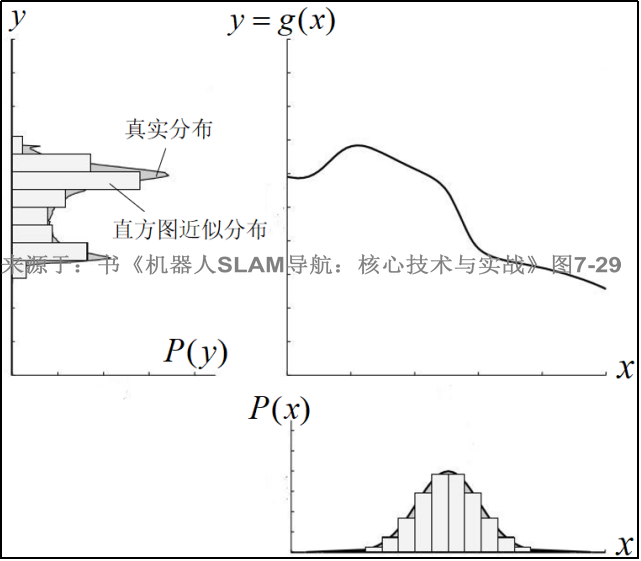 y
y = g(x)
真实分布
直方图近似分布
来源于：书《机器人SLAM导航：核心技术与实战》图7-29
P(y)
x
P(x)
x